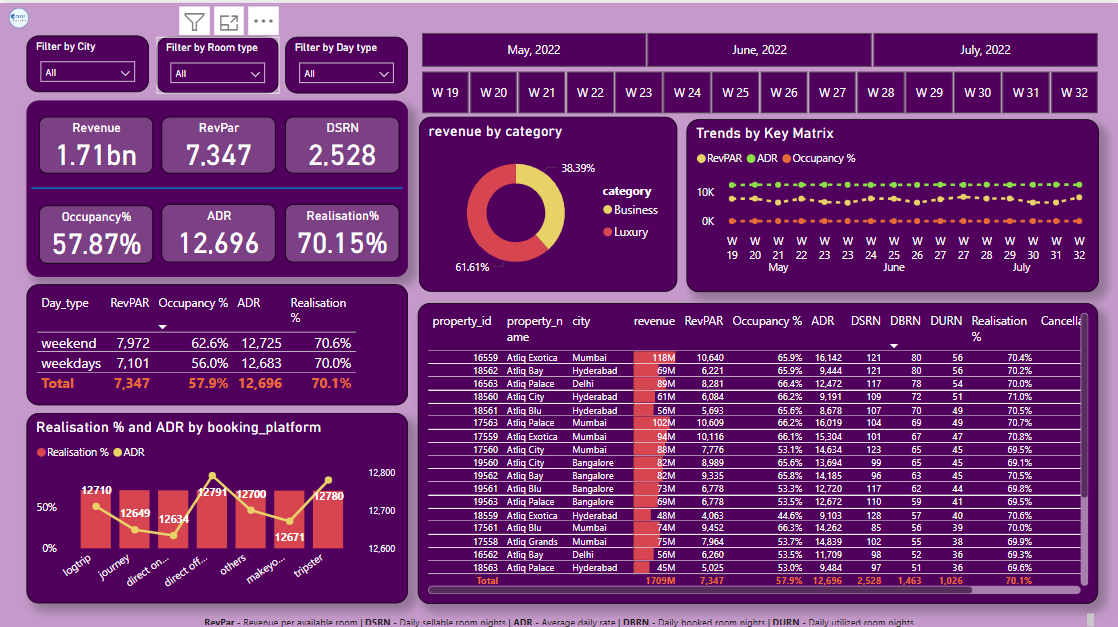 Filter by City
All
Filter by Room type
All
Filter by Day type
All
May, 2022 June, 2022 July, 2022
W 19 W 20 W 21 W 22 W 23 W 24 W 25 W 26 W 27 W 28 W 29 W 30 W 31 W 32
Revenue
1.71bn
RevPar
7,347
DSRN
2,528
Occupancy%
57.87%
ADR
12,696
Realisation%
70.15%
revenue by category
38.39%
61.61%
category
Business
Luxury
Trends by Key Matrix
RevPAR ADR Occupancy %
10K
0K
W W W W W W W W W W W W W W W W
19 20 21 22 23 23 24 25 26 27 27 28 29 30 31 32
May June July
Day_type RevPAR Occupancy % ADR Realisation
%
weekend 7,972 62.6% 12,725 70.6%
weekdays 7,101 56.0% 12,683 70.0%
Total 7,347 57.9% 12,696 70.1%
Realisation % and ADR by booking_platform
Realisation % ADR
50%
0%
12710
12649
12634
12791
12700
12671
12780
12,800
12,700
12,600
logtrip
journey
direct on...
direct off...
others
makeyo...
tripster
property_id property_n city revenue RevPAR Occupancy % ADR DSRN DBRN DURN Realisation Cancella
ame %
16559 Atliq Exotica Mumbai 118M 10,640 65.9% 16,142 121 80 56 70.4%
18562 Atliq Bay Hyderabad 69M 6,221 65.9% 9,444 121 80 56 70.2%
16563 Atliq Palace Delhi 89M 8,281 66.4% 12,472 117 78 54 70.0%
18560 Atliq City Hyderabad 61M 6,084 66.2% 9,191 109 72 51 71.0%
18561 Atliq Blu Hyderabad 56M 5,693 65.6% 8,678 107 70 49 70.5%
17563 Atliq Palace Mumbai 102M 10,609 66.2% 16,019 104 69 49 70.7%
17559 Atliq Exotica Mumbai 94M 10,116 66.1% 15,304 101 67 47 70.8%
17560 Atliq City Mumbai 88M 7,776 53.1% 14,634 123 65 45 69.5%
19560 Atliq City Bangalore 82M 8,989 65.6% 13,694 99 65 45 69.1%
19562 Atliq Bay Bangalore 82M 9,335 65.8% 14,185 96 63 45 70.5%
19561 Atliq Blu Bangalore 73M 6,778 53.3% 12,720 117 62 44 69.8%
19563 Atliq Palace Bangalore 69M 6,778 53.5% 12,672 110 59 41 69.5%
18559 Atliq Exotica Hyderabad 48M 4,063 44.6% 9,103 128 57 40 70.6%
17561 Atliq Blu Mumbai 74M 9,452 66.3% 14,262 85 56 39 70.0%
17558 Atliq Grands Mumbai 75M 7,964 53.7% 14,839 102 55 38 69.9%
16562 Atliq Bay Delhi 56M 6,260 53.5% 11,709 98 52 36 69.3%
18563 Atliq Palace Hyderabad 45M 5,025 53.0% 9,484 97 51 36 69.6%
Total 1709M 7,347 57.9% 12,696 2,528 1,463 1,026 70.1%
RevPar - Revenue per available room | DSRN - Daily sellable room nights | ADR - Average daily rate | DBRN - Daily booked room nights | DURN - Daily utilized room nights